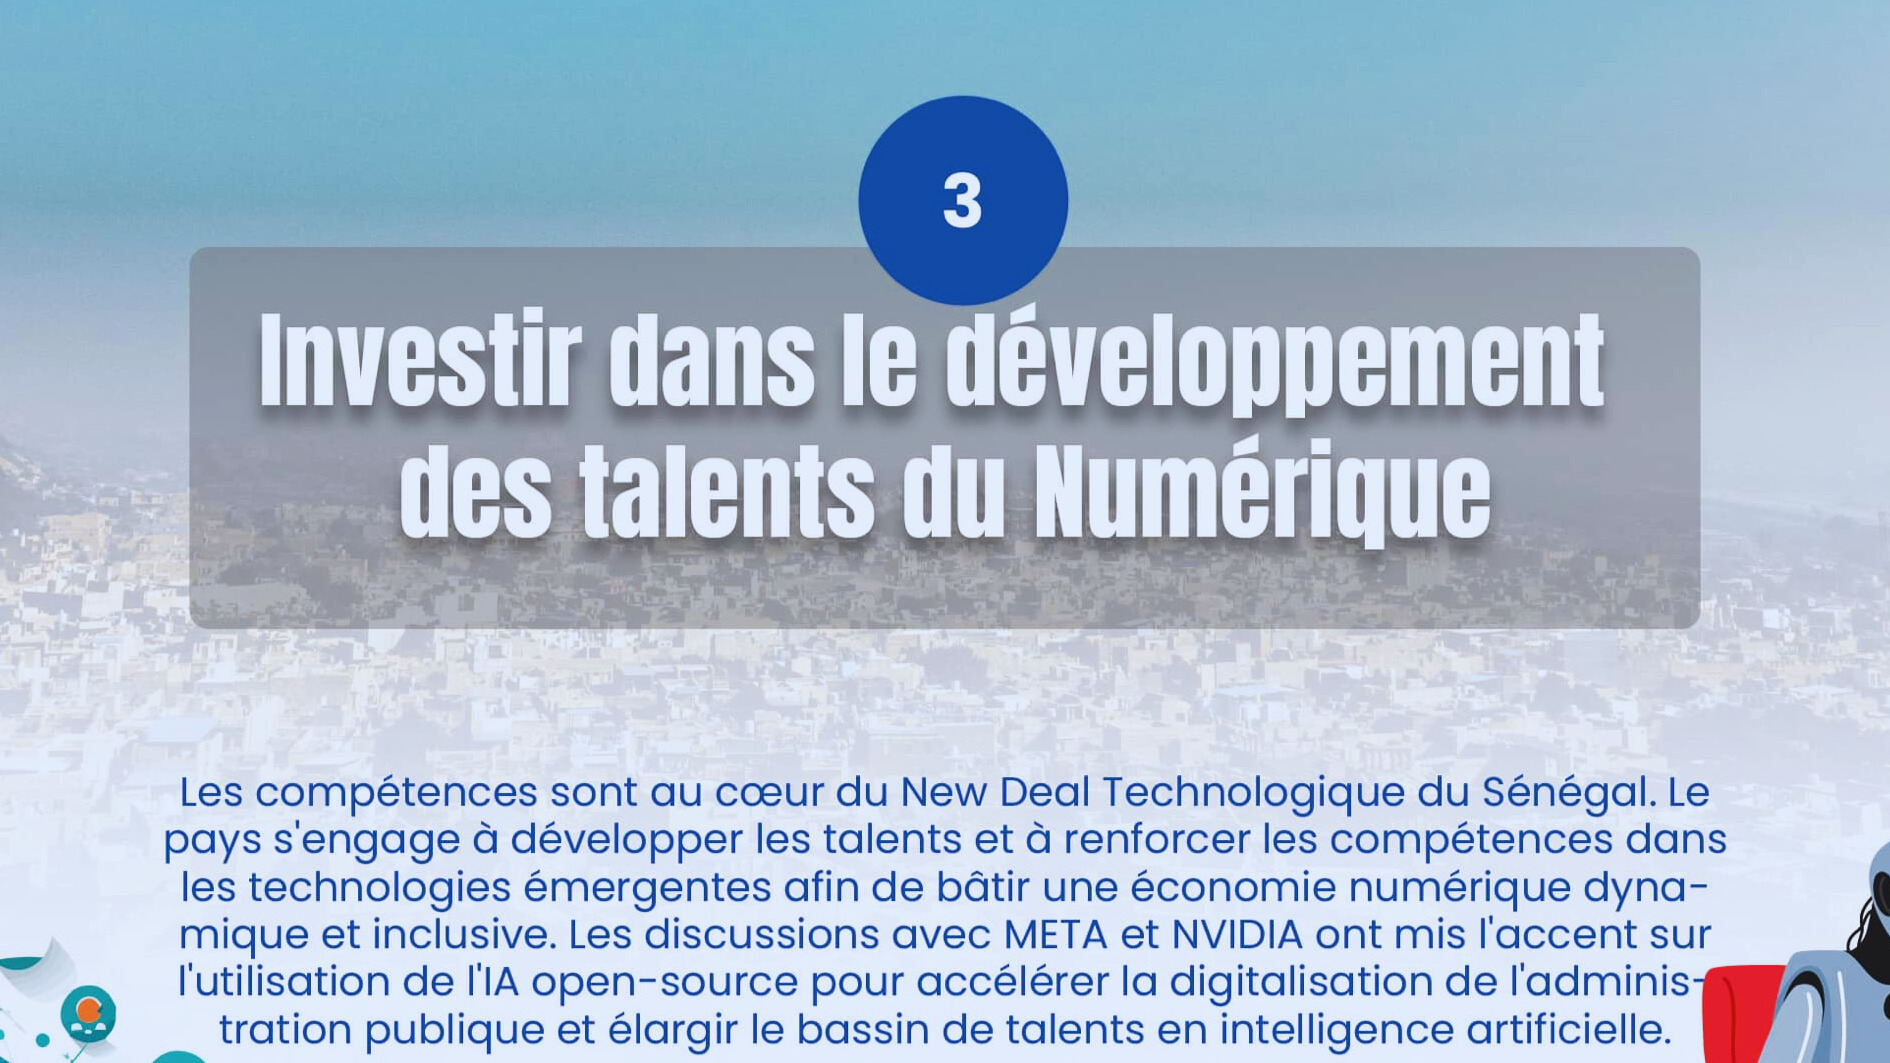 3
Investir dans le développement
des talents du Numérique
Les compétences sont au cœur du New Deal Technologique du Sénégal. Le
pays s'engage à développer les talents et à renforcer les compétences dans
les technologies émergentes afin de bâtir une économie numérique dyna-
mique et inclusive. Les discussions avec META et NVIDIA ont mis l'accent sur
l'utilisation de l'IA open-source pour accélérer la digitalisation de l'adminis-
tration publique et élargir le bassin de talents en intelligence artificielle.